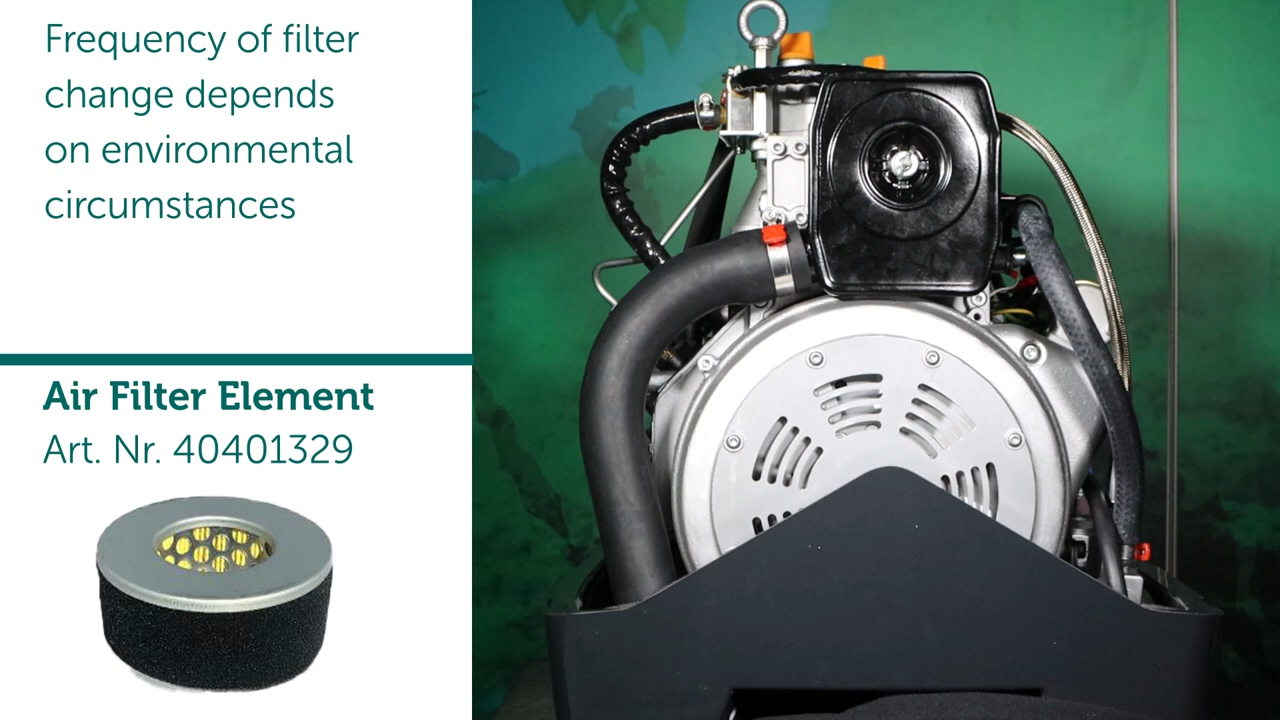 Frequency of filter
change depends
on environmental
circumstances
Air Filter Element
Art. Nr. 40401329